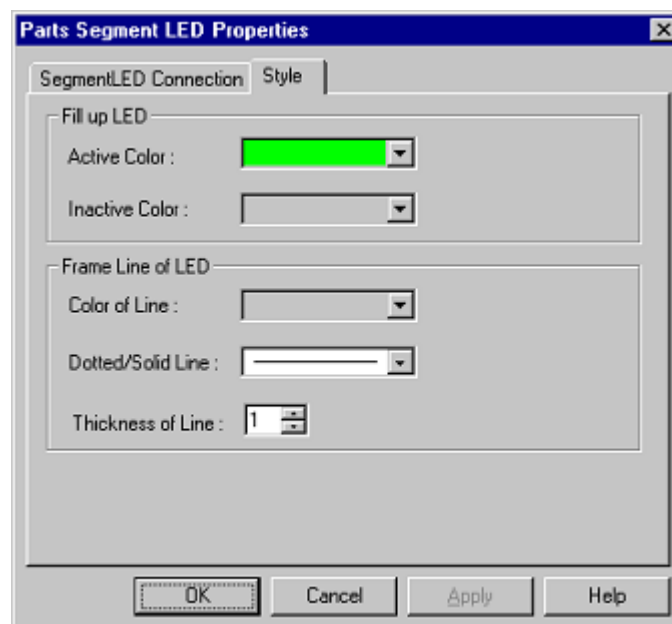 Parts Segment LED Properties
SegmentLED Connection Style
Fill up LED
Active Color :
Inactive Color :
Frame Line of LED
Color of Line :
Dotted/Solid Line :
Thickness of Line : 1
OK Cancel Apply Help